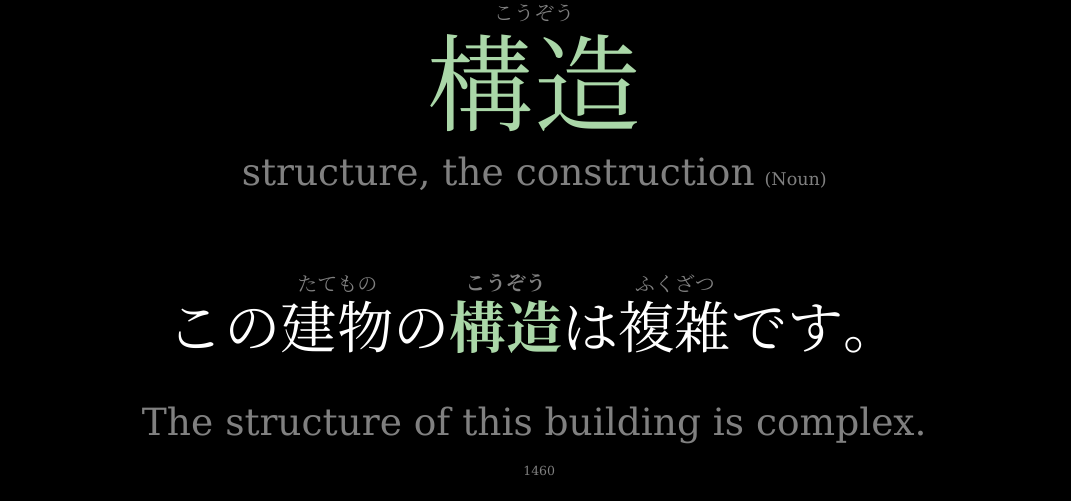 こうぞう
構造
structure, the construction (Noun)
たてもの こうぞう ふくざつ
この建物の構造は複雑です。
The structure of this building is complex.
1460